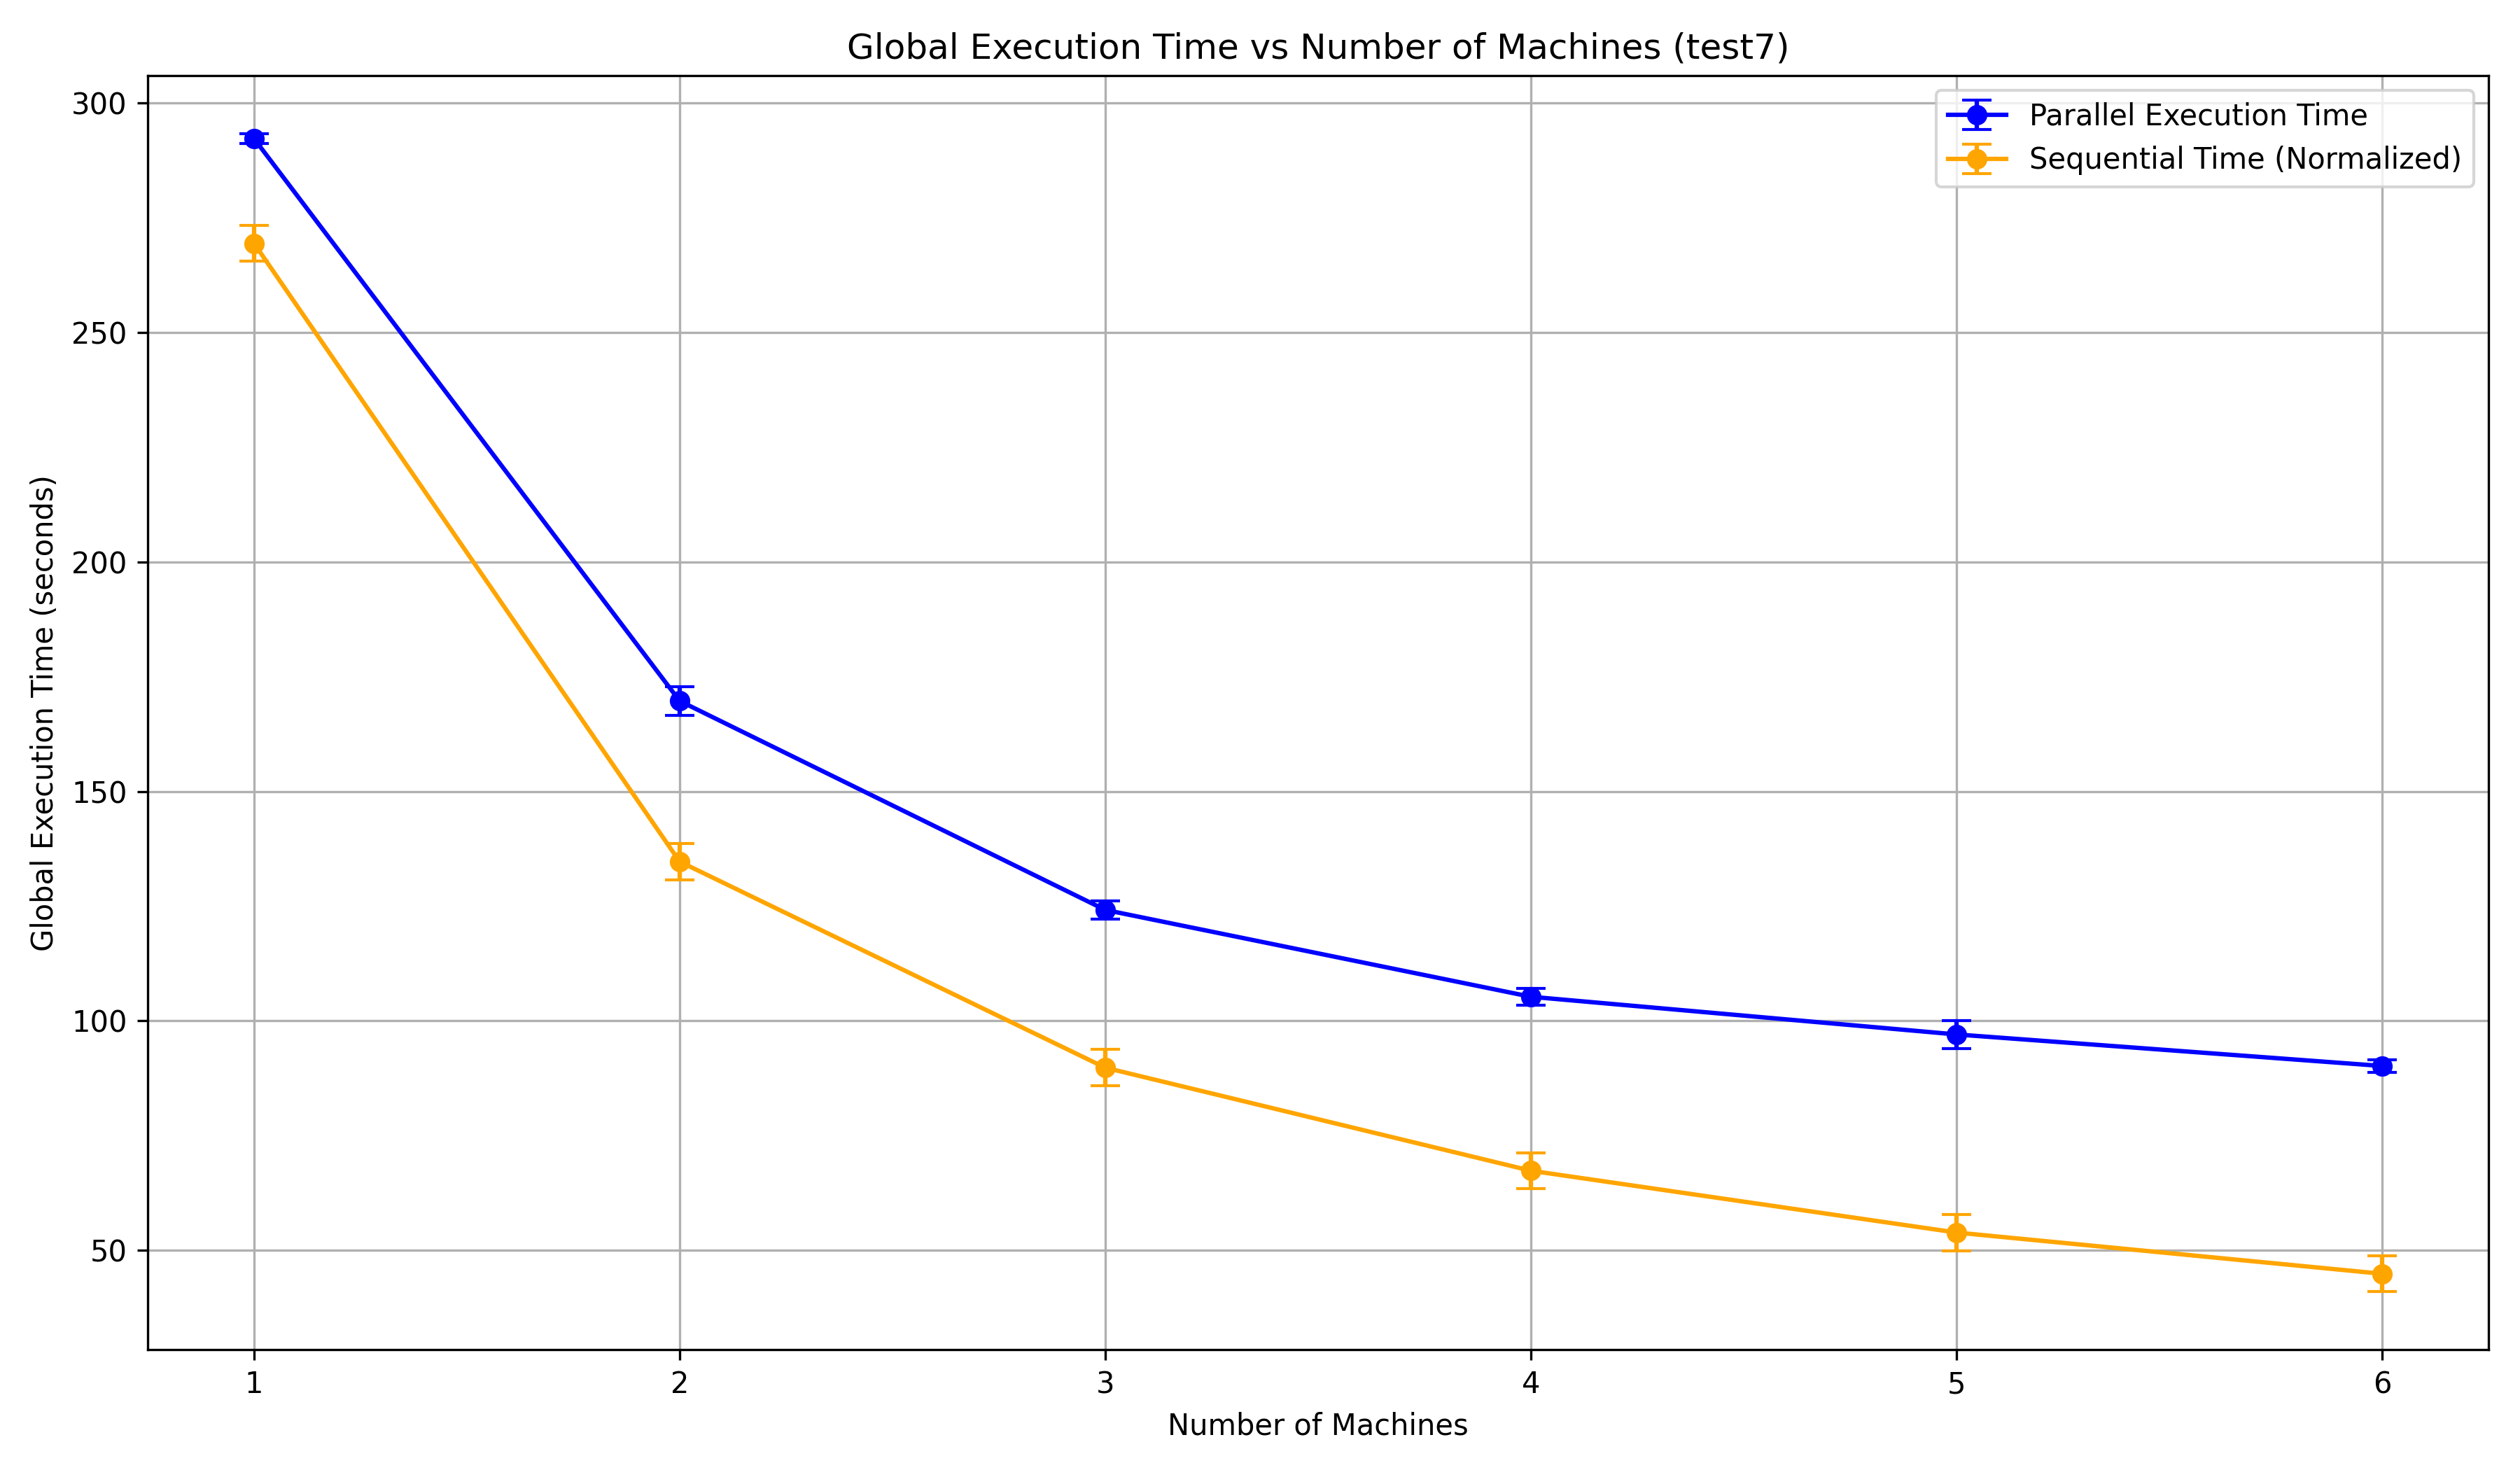 Global Execution Time vs Number of Machines (test7)
Parallel Execution Time
Sequential Time (Normalized)
Global Execution Time (seconds)
300
250
200
150
100
50
1 2 3 4 5 6
Number of Machines